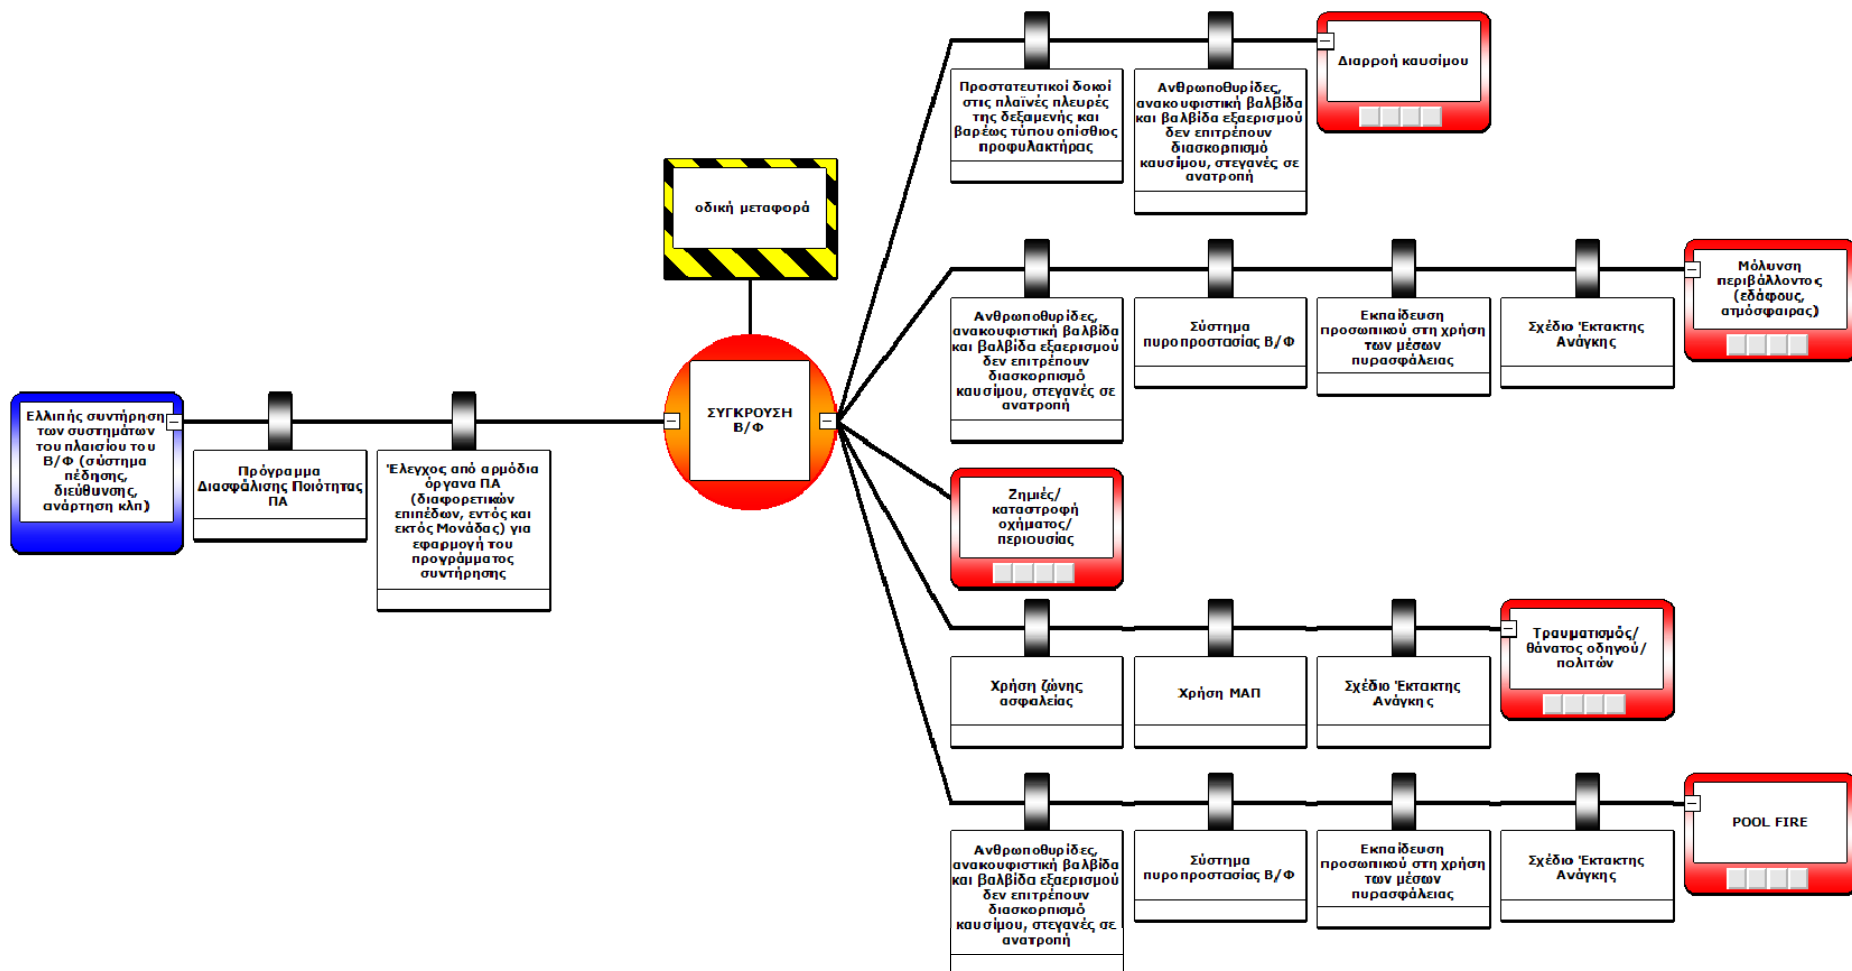 Διαρροή καυσίμου
Προστατευτικοί δοκοί
στις πλαϊνές πλευρές
της δεξαμενής και
βαρέως τύπου οπίσθιος
προφυλακτήρας
Ανθρωποθυρίδες,
ανακουφιστική βαλβίδα
και βαλβίδα εξαερισμού
δεν επιτρέπουν
διασκορπισμό
καυσίμου, στεγανές σε
ανατροπή
οδική μεταφορά
Μόλυνση
περιβάλλοντος
(εδάφους,
ατμόσφαιρας)
Ανθρωποθυρίδες,
ανακουφιστική βαλβίδα
και βαλβίδα εξαερισμού
δεν επιτρέπουν
διασκορπισμό
καυσίμου, στεγανές σε
ανατροπή
Σύστημα
πυροπροστασίας Β/Φ
Εκπαίδευση
προσωπικού στη χρήση
των μέσων
πυρασφάλειας
Σχέδιο Έκτακτης
Ανάγκης
Ελλιπής συντήρηση
των συστημάτων
του πλαισίου του
Β/Φ (σύστημα
πέδησης,
διεύθυνσης,
ανάρτηση κλπ)
Πρόγραμμα
Διασφάλισης Ποιότητας
ΠΑ
Έλεγχος από αρμόδια
όργανα ΠΑ
(διαφορετικών
επιπέδων, εντός και
εκτός Μονάδας) για
εφαρμογή του
προγράμματος
συντήρησης
ΣΥΓΚΡΟΥΣΗ
Β/Φ
Ζημιές/
καταστροφή
οχήματος/
περιουσίας
Τραυματισμός/
θάνατος οδηγού/
πολιτών
Χρήση ζώνης
ασφαλείας
Χρήση ΜΑΠ
Σχέδιο Έκτακτης
Ανάγκης
POOL FIRE
Ανθρωποθυρίδες,
ανακουφιστική βαλβίδα
και βαλβίδα εξαερισμού
δεν επιτρέπουν
διασκορπισμό
καυσίμου, στεγανές σε
ανατροπή
Σύστημα
πυροπροστασίας Β/Φ
Εκπαίδευση
προσωπικού στη χρήση
των μέσων
πυρασφάλειας
Σχέδιο Έκτακτης
Ανάγκης